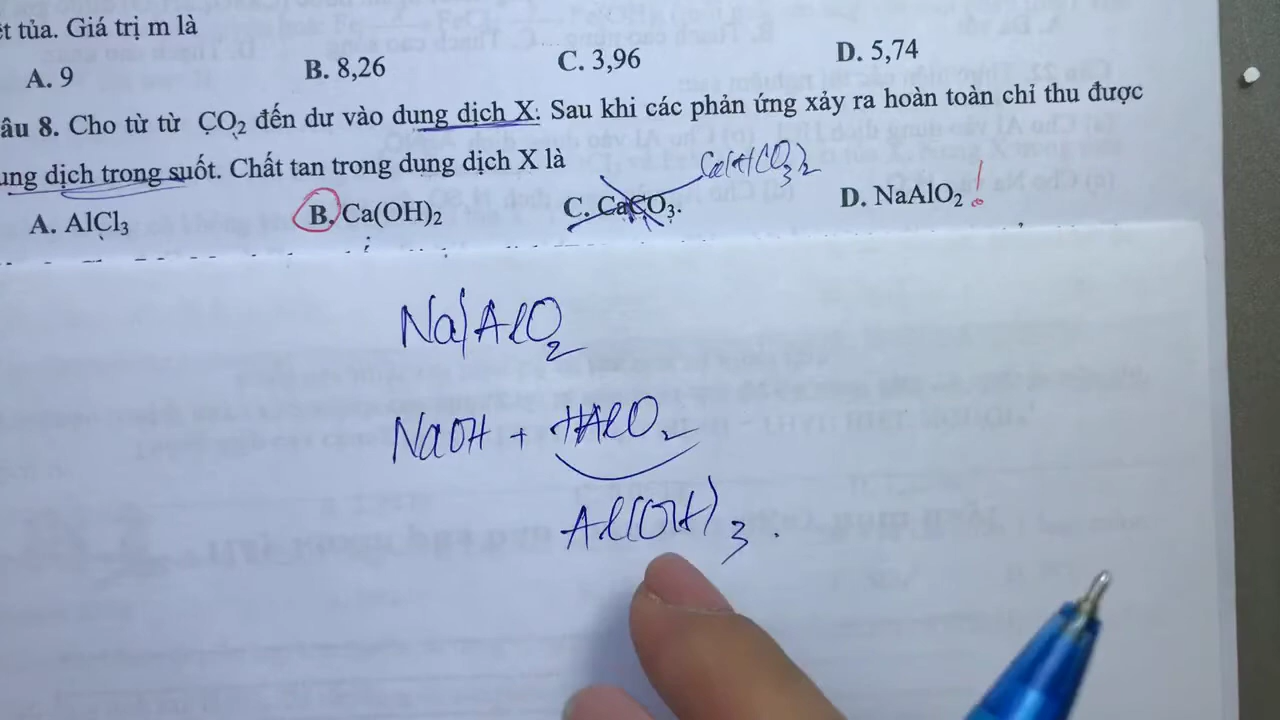 ết tủa. Giá trị m là
A. 9 B. 8,26 C. 3,96 D. 5,74
âu 8. Cho từ từ CO2 đến dư vào dung dịch X: Sau khi các phản ứng xảy ra hoàn toàn chỉ thu được
ung dịch trong suốt. Chất tan trong dung dịch X là
Ca(HCO3)2
A. AlCl3 B. Ca(OH)2 C. CaCO3. D. NaAlO2 !
Na|AlO2
NaOH + HAlO2
Al(OH)3.